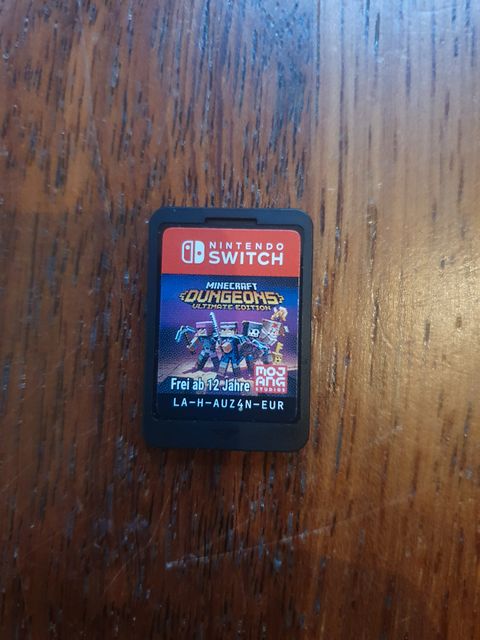 NINTENDO
SWITCH
MINECRAFT
DUNGEONS
ULTIMATE EDITION
Frei ab 12 Jahre
MOJ
ANG
STUDIOS
LA-H-AUZ4N-EUR